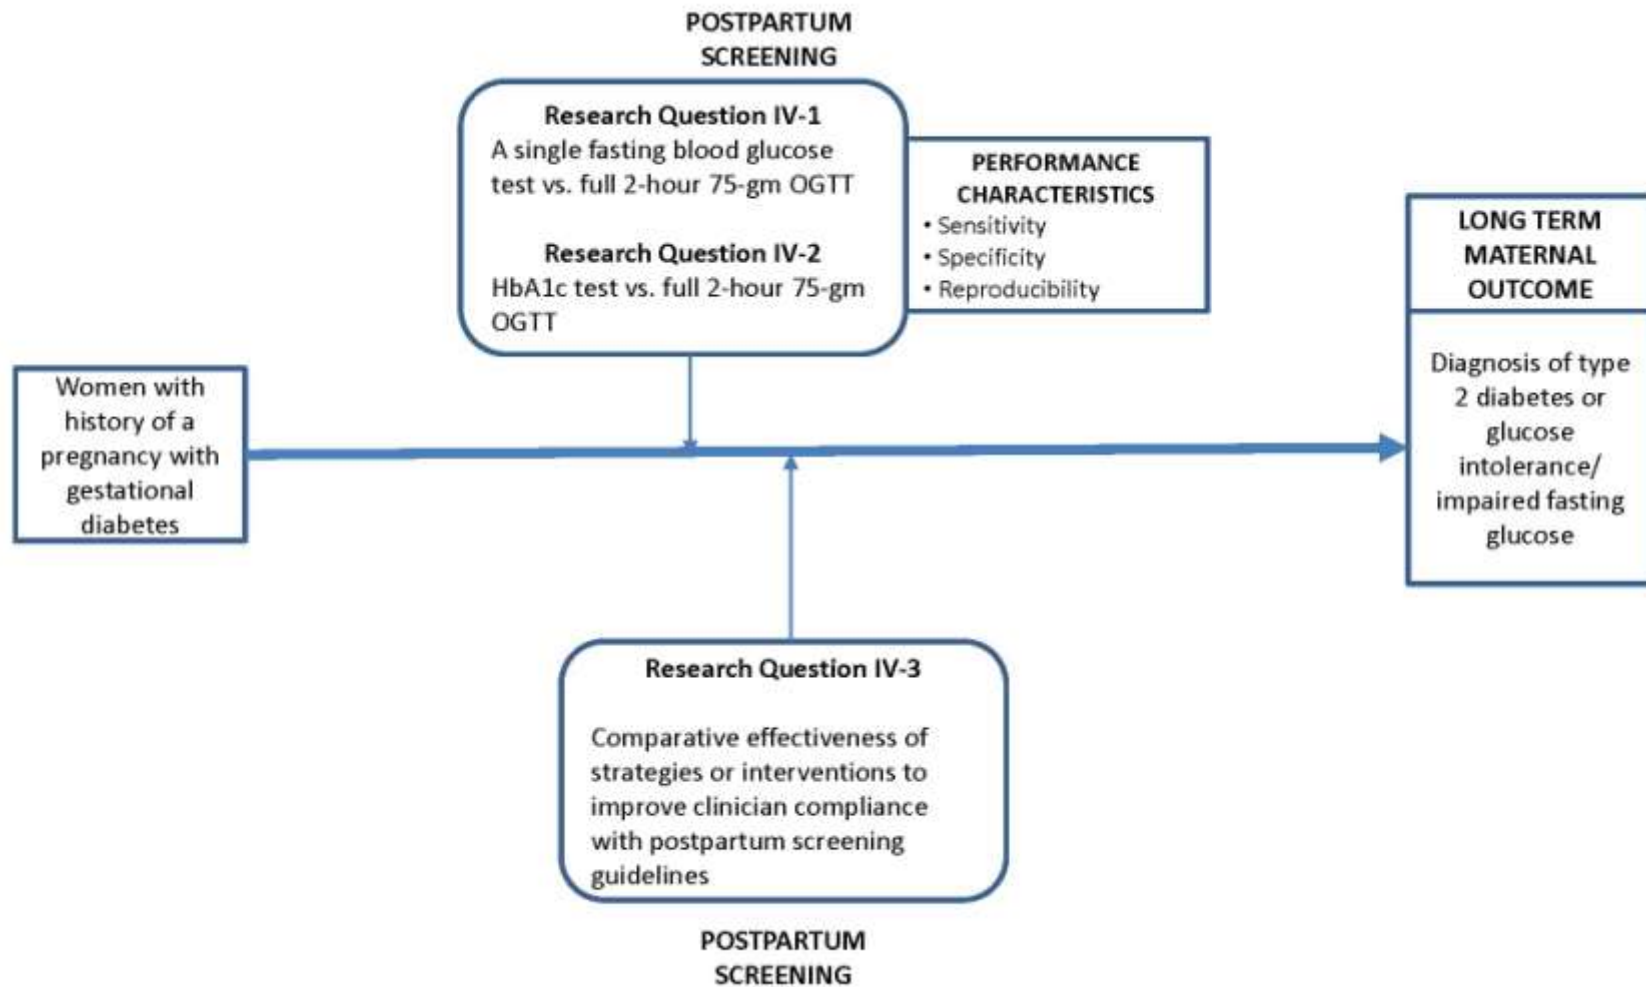 POSTPARTUM
SCREENING
Research Question IV-1
A single fasting blood glucose
test vs. full 2-hour 75-gm OGTT
Research Question IV-2
HbA1c test vs. full 2-hour 75-gm
OGTT
PERFORMANCE
CHARACTERISTICS
• Sensitivity
• Specificity
• Reproducibility
LONG TERM
MATERNAL
OUTCOME
Diagnosis of type
2 diabetes or
glucose
intolerance/
impaired fasting
glucose
Women with
history of a
pregnancy with
gestational
diabetes
Research Question IV-3
Comparative effectiveness of
strategies or interventions to
improve clinician compliance
with postpartum screening
guidelines
POSTPARTUM
SCREENING